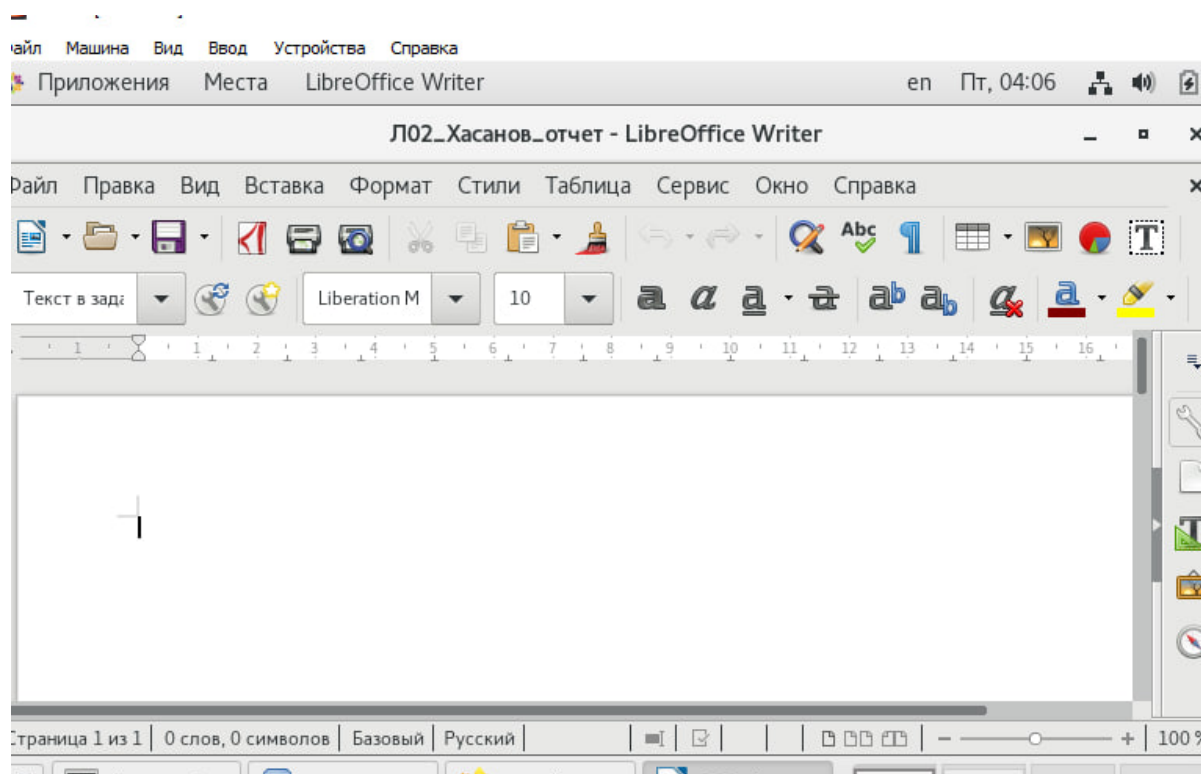 Машина Вид Ввод Устройства Справка
Приложения Места LibreOffice Writer en Пт, 04:06
Л02_Хасанов_отчет - LibreOffice Writer
Файл Правка Вид Вставка Формат Стили Таблица Сервис Окно Справка
Abc ¶ T
Текст в зада Liberation M 10 a a a a ab ab a a
1 1 2 3 4 5 6 7 8 9 10 11 12 13 14 15 16
Страница 1 из 1 0 слов, 0 символов Базовый Русский 100 %